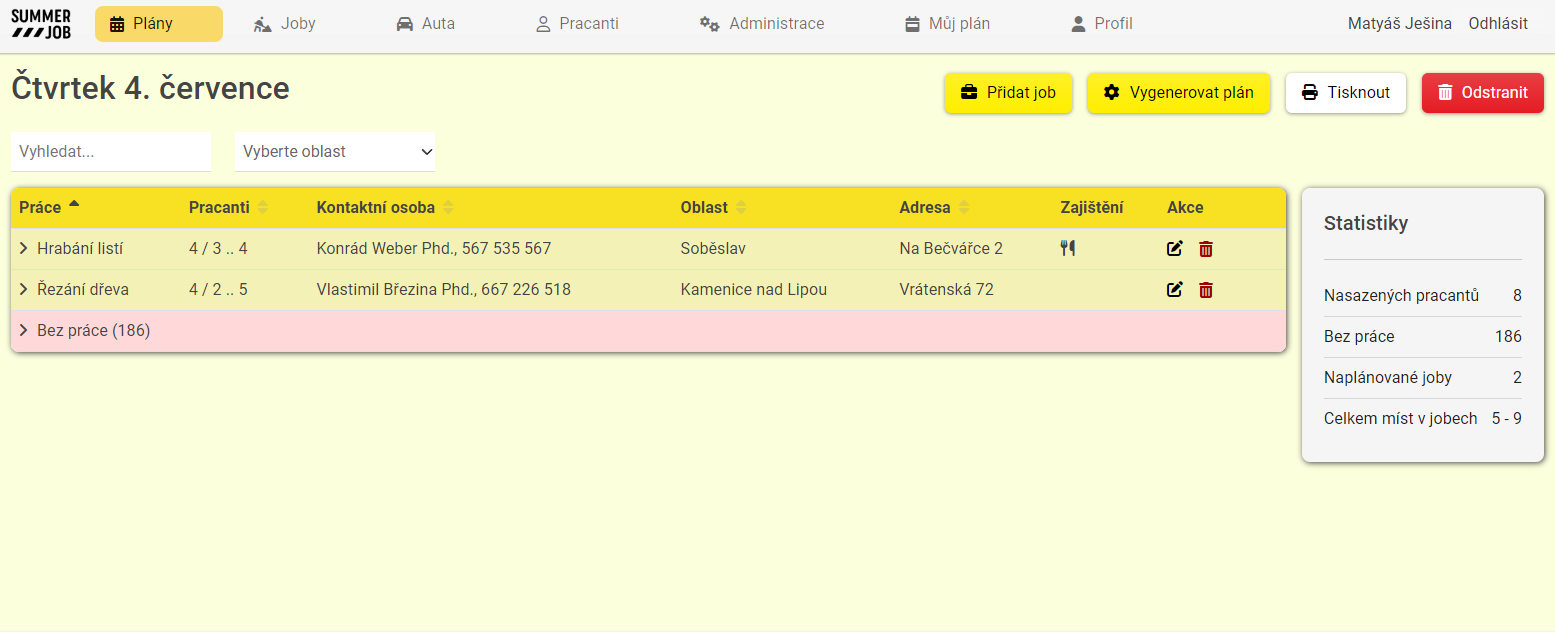 SUMMER JOB Plány Joby Auta Pracanti Administrace Můj plán Profil Matyáš Ješina Odhlásit
Čtvrtek 4. července Přidat job Vygenerovat plán Tisknout Odstranit
Vyhledat... Vyberte oblast
Práce Pracanti Kontaktní osoba Oblast Adresa Zajištění Akce
Hrabání listí 4 / 3 .. 4 Konrád Weber Phd., 567 535 567 Soběslav Na Bečvářce 2
Řezání dřeva 4 / 2 .. 5 Vlastimil Březina Phd., 667 226 518 Kamenice nad Lipou Vrátenská 72
Bez práce (186)
Statistiky
Nasazených pracantů 8
Bez práce 186
Naplánované joby 2
Celkem míst v jobech 5 - 9